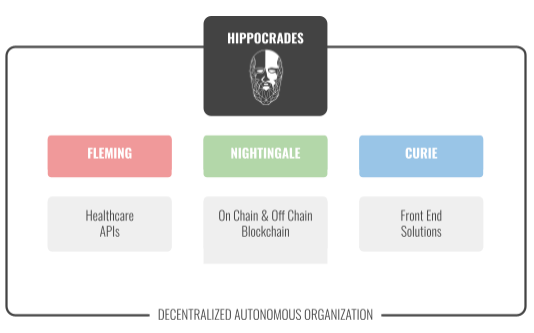 HIPPOCRADES
FLEMING
NIGHTINGALE
CURIE
Healthcare
APIs
On Chain & Off Chain
Blockchain
Front End
Solutions
DECENTRALIZED AUTONOMOUS ORGANIZATION